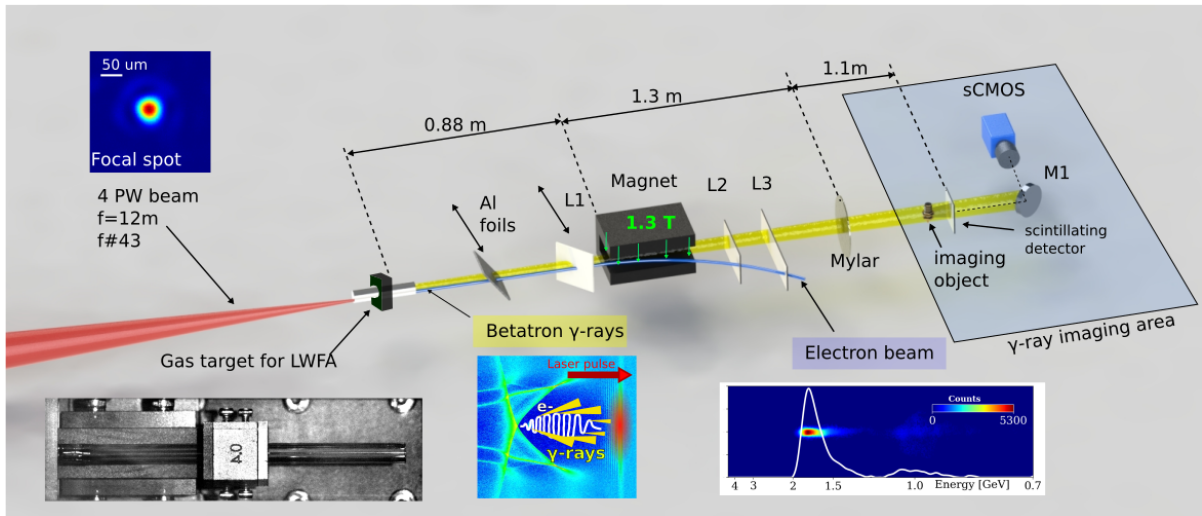 50 um
Focal spot
4 PW beam
f=12m
f#43
0.88 m
1.3 m
1.1m
sCMOS
M1
Al
foils
L1
Magnet
1.3 T
L2
L3
Mylar
imaging
object
scintillating
detector
γ-ray imaging area
Gas target for LWFA
Betatron γ-rays
Electron beam
4.0
Laser pulse
e-
γ-rays
Counts
0
5300
4
3
2
1.5
1.0
0.7
Energy [GeV]